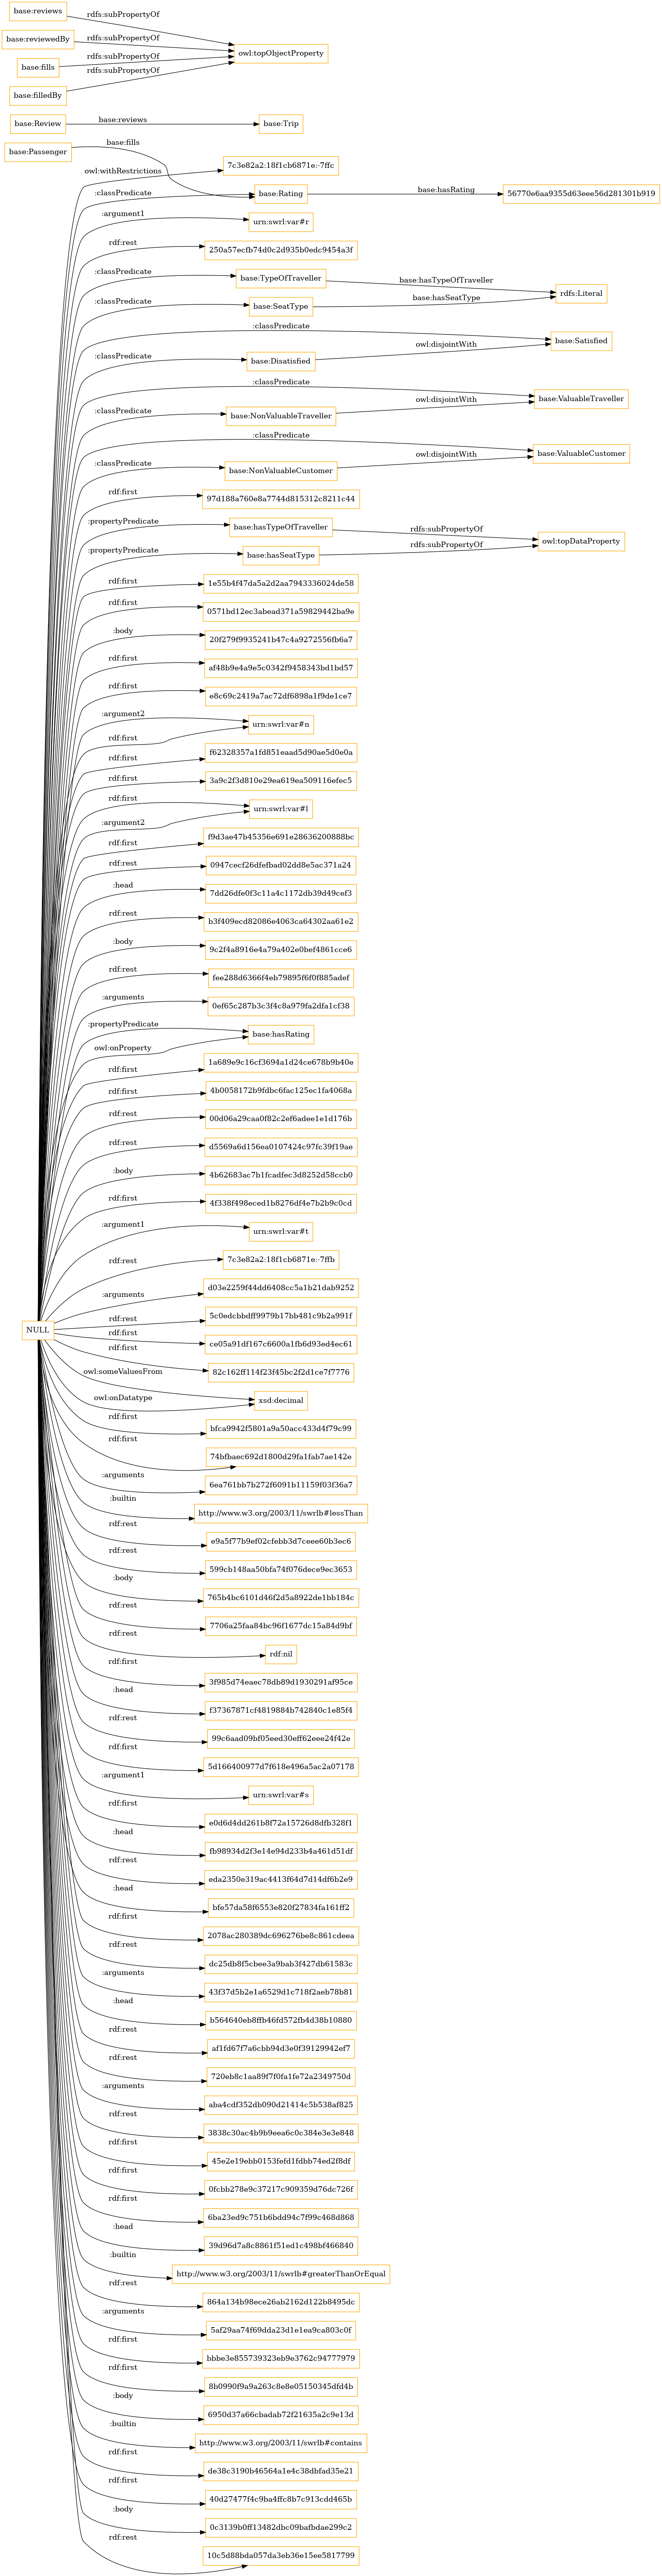 base:reviews
rdfs:subPropertyOf
base:reviewedBy
rdfs:subPropertyOf
owl:topObjectProperty
base:fills
rdfs:subPropertyOf
base:filledBy
rdfs:subPropertyOf
base:Review
base:reviews
base:Trip
base:Passenger
base:fills
owl:withRestrictions
7c3e82a2:18f1cb6871e:-7ffc
:classPredicate
base:Rating
base:hasRating
56770e6aa9355d63eee56d281301b919
:argument1
urn:swrl:var#r
rdf:rest
250a57ecfb74d0c2d935b0edc9454a3f
:classPredicate
base:TypeOfTraveller
base:hasTypeOfTraveller
rdfs:Literal
:classPredicate
base:SeatType
base:hasSeatType
:classPredicate
base:Satisfied
:classPredicate
base:Disatisfied
owl:disjointWith
:classPredicate
base:ValuableTraveller
:classPredicate
base:NonValuableTraveller
owl:disjointWith
:classPredicate
base:ValuableCustomer
:classPredicate
base:NonValuableCustomer
owl:disjointWith
rdf:first
97d188a760e8a7744d815312c8211c44
:propertyPredicate
base:hasTypeOfTraveller
rdfs:subPropertyOf
owl:topDataProperty
:propertyPredicate
base:hasSeatType
rdfs:subPropertyOf
rdf:first
1e55b4f47da5a2d2aa7943336024de58
rdf:first
0571bd12ec3abead371a59829442ba9e
:body
20f279f9935241b47c4a9272556fb6a7
rdf:first
af48b9e4a9e5c0342f9458343bd1bd57
rdf:first
e8c69c2419a7ac72df6898a1f9de1ce7
:argument2
urn:swrl:var#n
rdf:first
rdf:first
f62328357a1fd851eaad5d90ae5d0e0a
rdf:first
3a9c2f3d810e29ea619ea509116efec5
rdf:first
urn:swrl:var#l
:argument2
rdf:first
f9d3ae47b45356e691e28636200888bc
rdf:rest
0947cecf26dfefbad02dd8e5ac371a24
:head
7dd26dfe0f3c11a4c1172db39d49cef3
rdf:rest
b3f409ecd82086e4063ca64302aa61e2
:body
9c2f4a8916e4a79a402e0bef4861cce6
rdf:rest
fee288d6366f4eb79895f6f0f885adef
:arguments
0ef65c287b3c3f4c8a979fa2dfa1cf38
:propertyPredicate
base:hasRating
owl:onProperty
rdf:first
1a689e9c16cf3694a1d24ce678b9b40e
rdf:first
4b0058172b9fdbc6fac125ec1fa4068a
rdf:rest
00d06a29caa0f82c2ef6adee1e1d176b
rdf:rest
d5569a6d156ea0107424c97fc39f19ae
:body
4b62683ac7b1fcadfec3d8252d58ccb0
rdf:first
4f338f498eced1b8276df4e7b2b9c0cd
:argument1
urn:swrl:var#t
rdf:rest
7c3e82a2:18f1cb6871e:-7ffb
:arguments
d03e2259f44dd6408cc5a1b21dab9252
rdf:rest
5c0edcbbdff9979b17bb481c9b2a991f
NULL
rdf:first
ce05a91df167c6600a1fb6d93ed4ec61
rdf:first
82c162ff114f23f45bc2f2d1ce7f7776
owl:someValuesFrom
xsd:decimal
owl:onDatatype
rdf:first
bfca9942f5801a9a50acc433d4f79c99
rdf:first
74bfbaec692d1800d29fa1fab7ae142e
:arguments
6ea761bb7b272f6091b11159f03f36a7
:builtin
http://www.w3.org/2003/11/swrlb#lessThan
rdf:rest
e9a5f77b9ef02cfebb3d7ceee60b3ec6
rdf:rest
599cb148aa50bfa74f076dece9ec3653
:body
765b4bc6101d46f2d5a8922de1bb184c
rdf:rest
7706a25faa84bc96f1677dc15a84d9bf
rdf:rest
rdf:nil
rdf:first
3f985d74eaec78db89d1930291af95ce
:head
f37367871cf4819884b742840c1e85f4
rdf:rest
99c6aad09bf05eed30eff62eee24f42e
rdf:first
5d166400977d7f618e496a5ac2a07178
:argument1
urn:swrl:var#s
rdf:first
e0d6d4dd261b8f72a15726d8dfb328f1
:head
fb98934d2f3e14e94d233b4a461d51df
rdf:rest
eda2350e319ac4413f64d7d14df6b2e9
:head
bfe57da58f6553e820f27834fa161ff2
rdf:first
2078ac280389dc696276be8c861cdeea
rdf:rest
dc25db8f5cbee3a9bab3f427db61583c
:arguments
43f37d5b2e1a6529d1c718f2aeb78b81
:head
b564640eb8ffb46fd572fb4d38b10880
rdf:rest
af1fd67f7a6cbb94d3e0f39129942ef7
rdf:rest
720eb8c1aa89f7f0fa1fe72a2349750d
:arguments
aba4cdf352db090d21414c5b538af825
rdf:rest
3838c30ac4b9b9eea6c0c384e3e3e848
rdf:first
45e2e19ebb0153fefd1fdbb74ed2f8df
rdf:first
0fcbb278e9c37217c909359d76dc726f
rdf:first
6ba23ed9c751b6bdd94c7f99c468d868
:head
39d96d7a8c8861f51ed1c498bf466840
:builtin
http://www.w3.org/2003/11/swrlb#greaterThanOrEqual
rdf:rest
864a134b98ece26ab2162d122b8495dc
:arguments
5af29aa74f69dda23d1e1ea9ca803c0f
rdf:first
bbbe3e855739323eb9e3762c94777979
rdf:first
8b0990f9a9a263c8e8e05150345dfd4b
:body
6950d37a66cbadab72f21635a2c9e13d
:builtin
http://www.w3.org/2003/11/swrlb#contains
rdf:first
de38c3190b46564a1e4c38dbfad35e21
rdf:first
40d27477f4c9ba4ffc8b7c913cdd465b
:body
0c3139b0ff13482dbc09bafbdae299c2
rdf:rest
10c5d88bda057da3eb36e15ee5817799